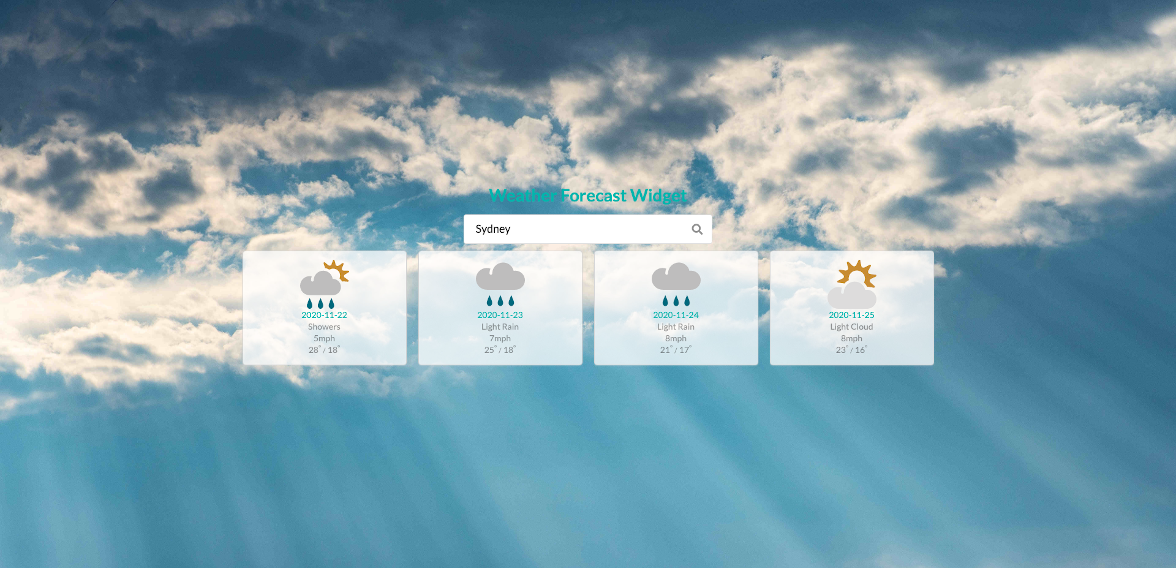 Weather Forecast Widget
Sydney
2020-11-22
Showers
5mph
28° / 18°
2020-11-23
Light Rain
7mph
25° / 18°
2020-11-24
Light Rain
8mph
21° / 17°
2020-11-25
Light Cloud
8mph
23° / 16°